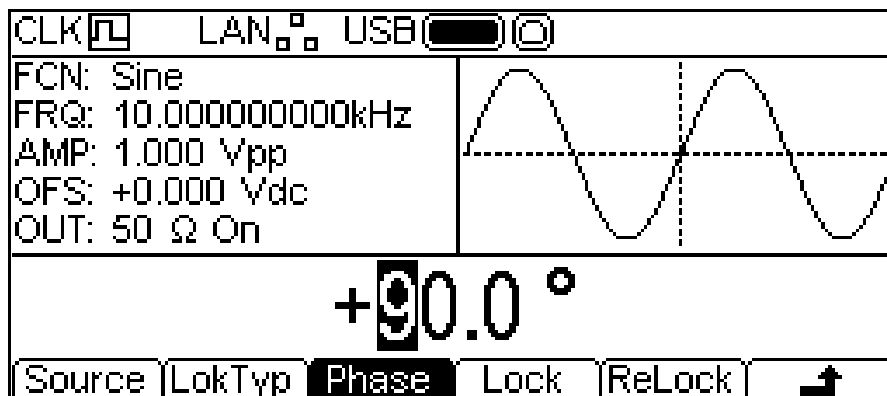 CLK LAN USB
FCN: Sine
FRQ: 10.000000000kHz
AMP: 1.000 Vpp
OFS: +0.000 Vdc
OUT: 50 Ω On
+90.0 °
Source LokTyp Phase Lock ReLock